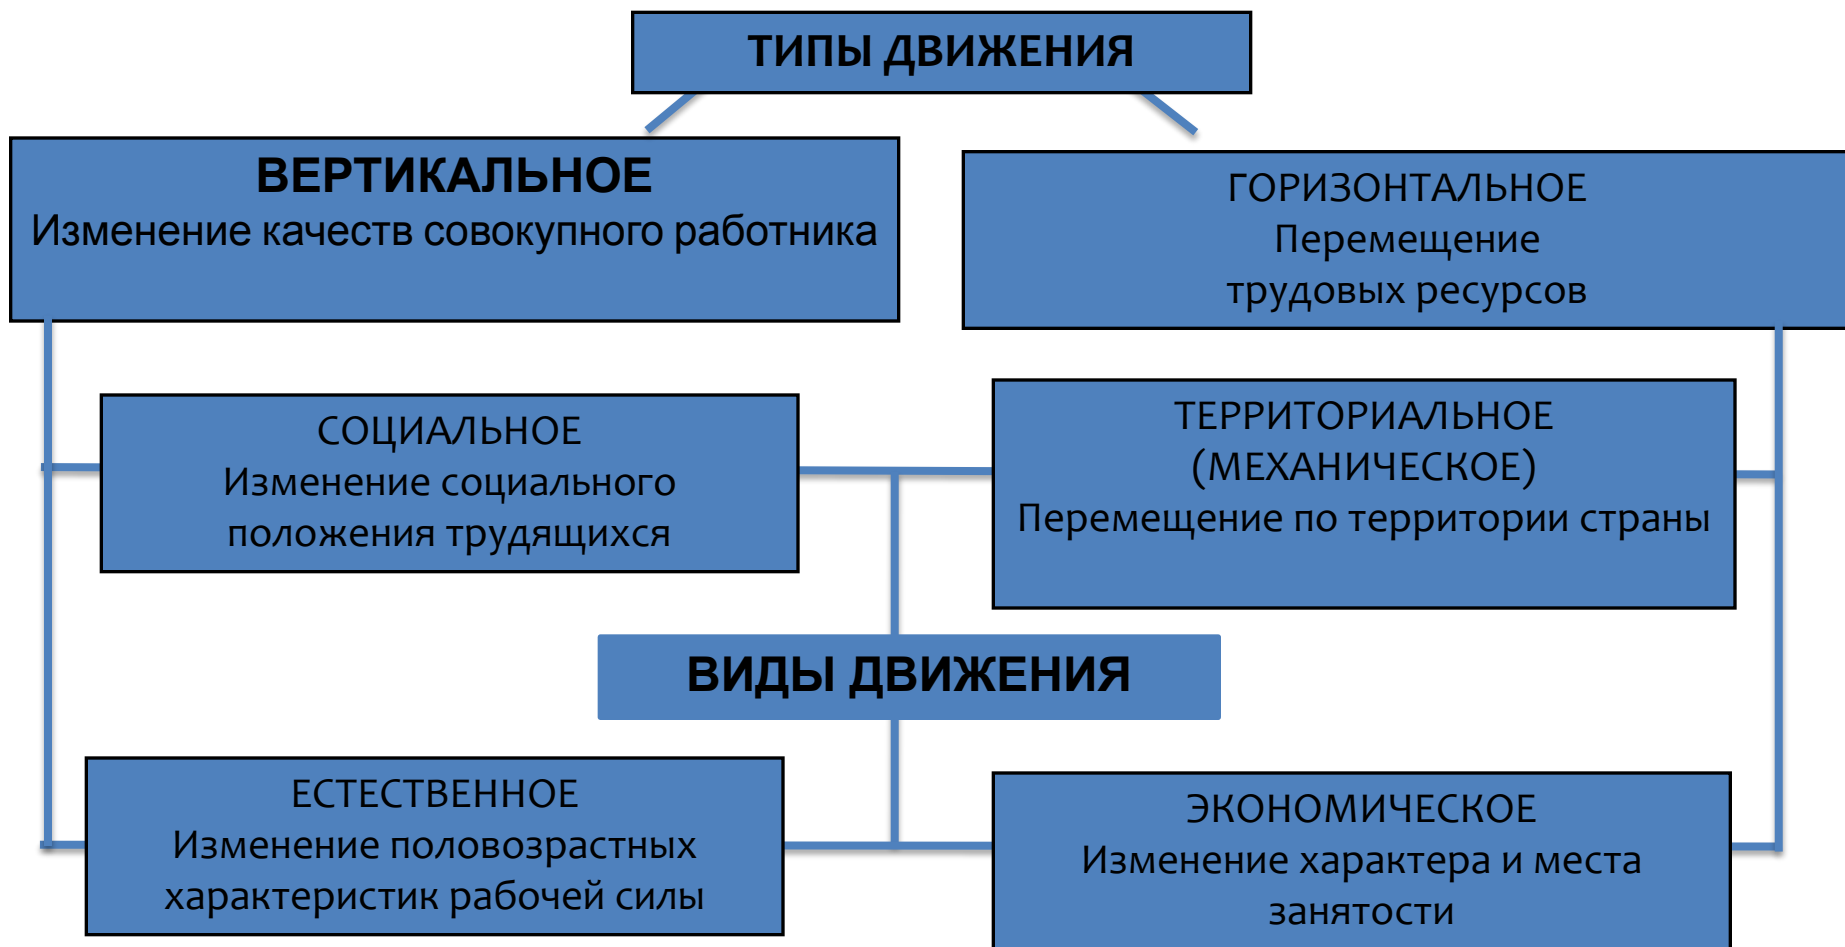 ТИПЫ ДВИЖЕНИЯ
ВЕРТИКАЛЬНОЕ
Изменение качеств совокупного работника
ГОРИЗОНТАЛЬНОЕ
Перемещение
трудовых ресурсов
СОЦИАЛЬНОЕ
Изменение социального
положения трудящихся
ТЕРРИТОРИАЛЬНОЕ
(МЕХАНИЧЕСКОЕ)
Перемещение по территории страны
ВИДЫ ДВИЖЕНИЯ
ЕСТЕСТВЕННОЕ
Изменение половозрастных
характеристик рабочей силы
ЭКОНОМИЧЕСКОЕ
Изменение характера и места
занятости